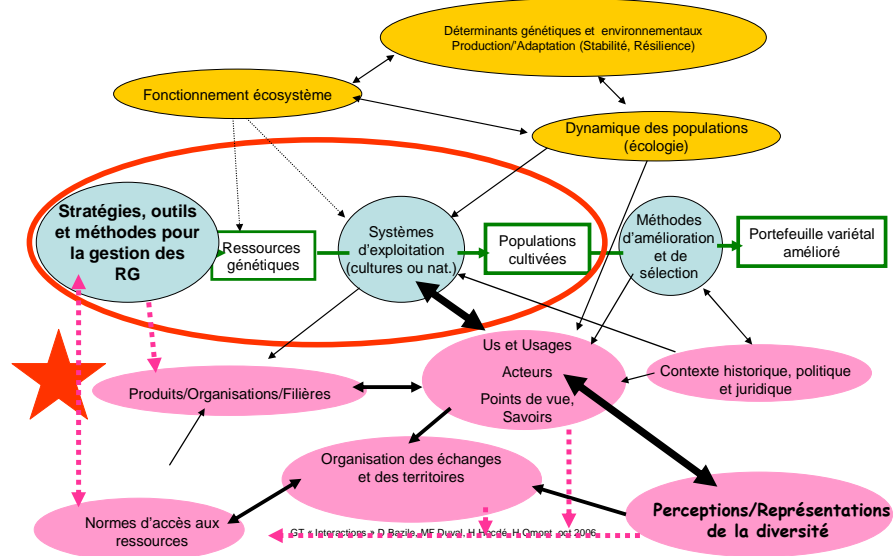 Déterminants génétiques et environnementaux
Production/'Adaptation (Stabilité, Résilience)
Fonctionnement écosystème
Dynamique des populations
(écologie)
Stratégies, outils
et méthodes pour
la gestion des
RG
Ressources
génétiques
Systèmes
d'exploitation
(cultures ou nat.)
Populations
cultivées
Méthodes
d'amélioration
et de
sélection
Portefeuille variétal
amélioré
Us et Usages
Acteurs
Points de vue,
Savoirs
Contexte historique, politique
et juridique
Produits/Organisations/Filières
Organisation des échanges
et des territoires
Perceptions/Représentations
de la diversité
Normes d'accès aux
ressources
GT « Interactions » D Bazile, MF Duval, H Hocdé, H Omont oct 2006